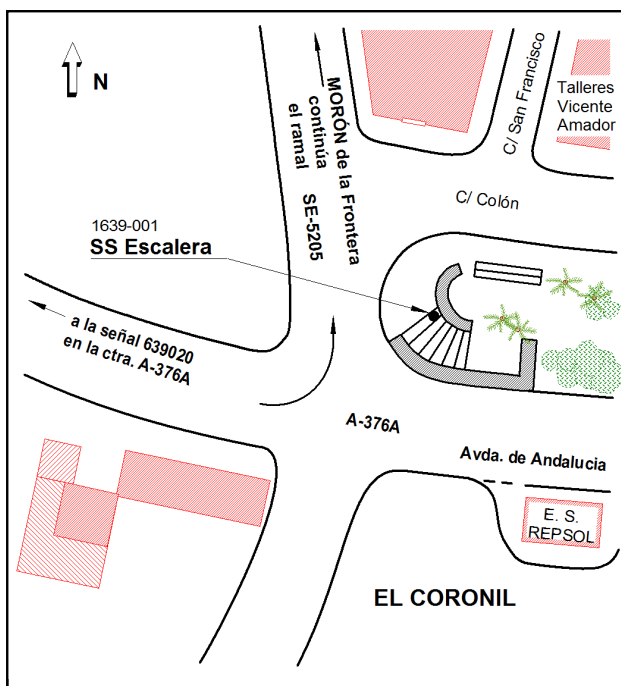 N
MORÓN de la Frontera
continúa
el ramal SE-5205
C/ San Francisco
Talleres
Vicente
Amador
C/ Colón
1639-001
SS Escalera
a la señal 639020
en la ctra. A-376A
A-376A
Avda. de Andalucia
E. S.
REPSOL
EL CORONIL